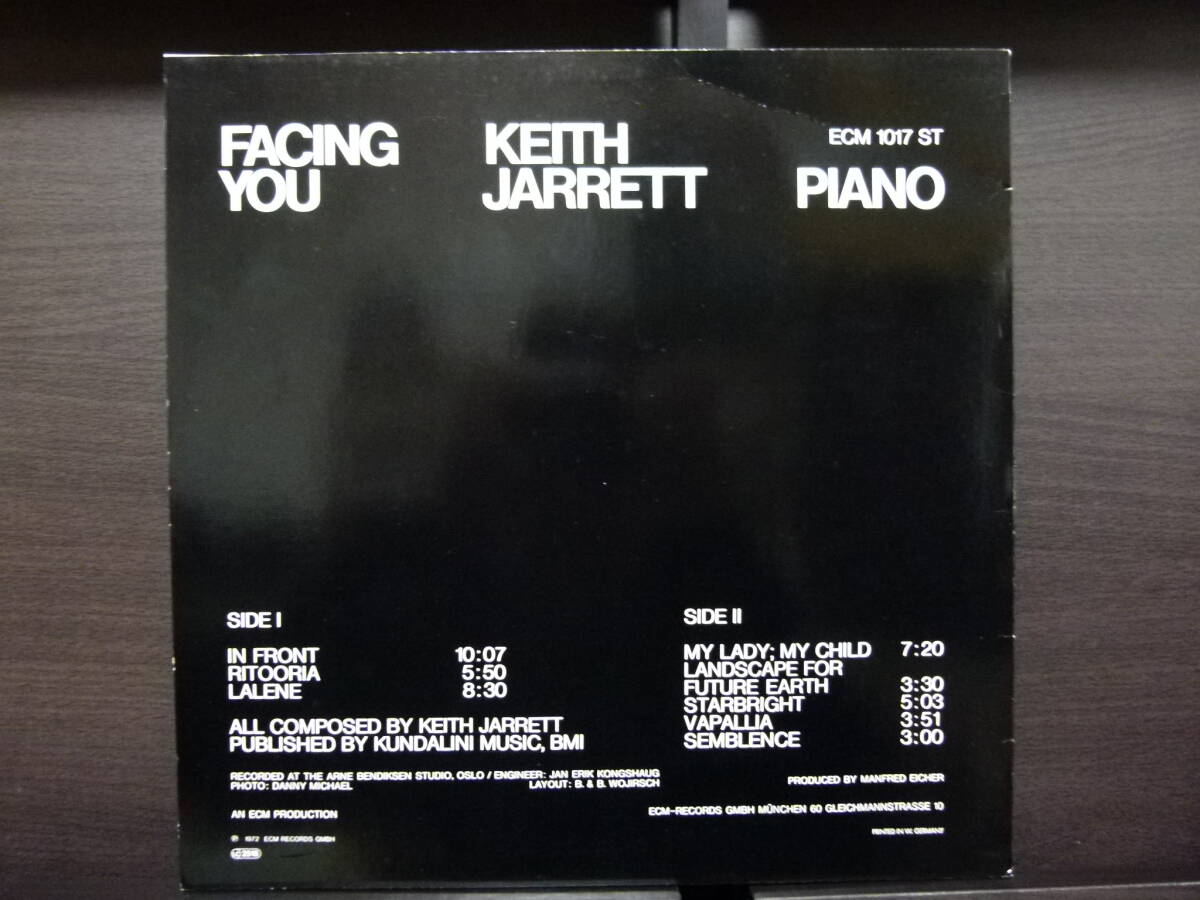 FACING
YOU
KEITH
JARRETT
ECM 1017 ST
PIANO
SIDE I
IN FRONT 10:07
RITOORIA 5:50
LALENE 8:30
ALL COMPOSED BY KEITH JARRETT
PUBLISHED BY KUNDALINI MUSIC, BMI
SIDE II
MY LADY; MY CHILD 7:20
LANDSCAPE FOR
FUTURE EARTH 3:30
STARBRIGHT 5:03
VAPALLIA 3:51
SEMBLENCE 3:00
RECORDED AT THE ARNE BENDIKSEN STUDIO, OSLO / ENGINEER: JAN ERIK KONGSHAUG
PHOTO: DANNY MICHAEL LAYOUT: B. & B. WOJIRSCH
PRODUCED BY MANFRED EICHER
AN ECM PRODUCTION
ECM-RECORDS GMBH MÜNCHEN 60 GLEICHMANNSTRASSE 10
℗ 1972 ECM RECORDS GMBH
PRINTED IN W. GERMANY